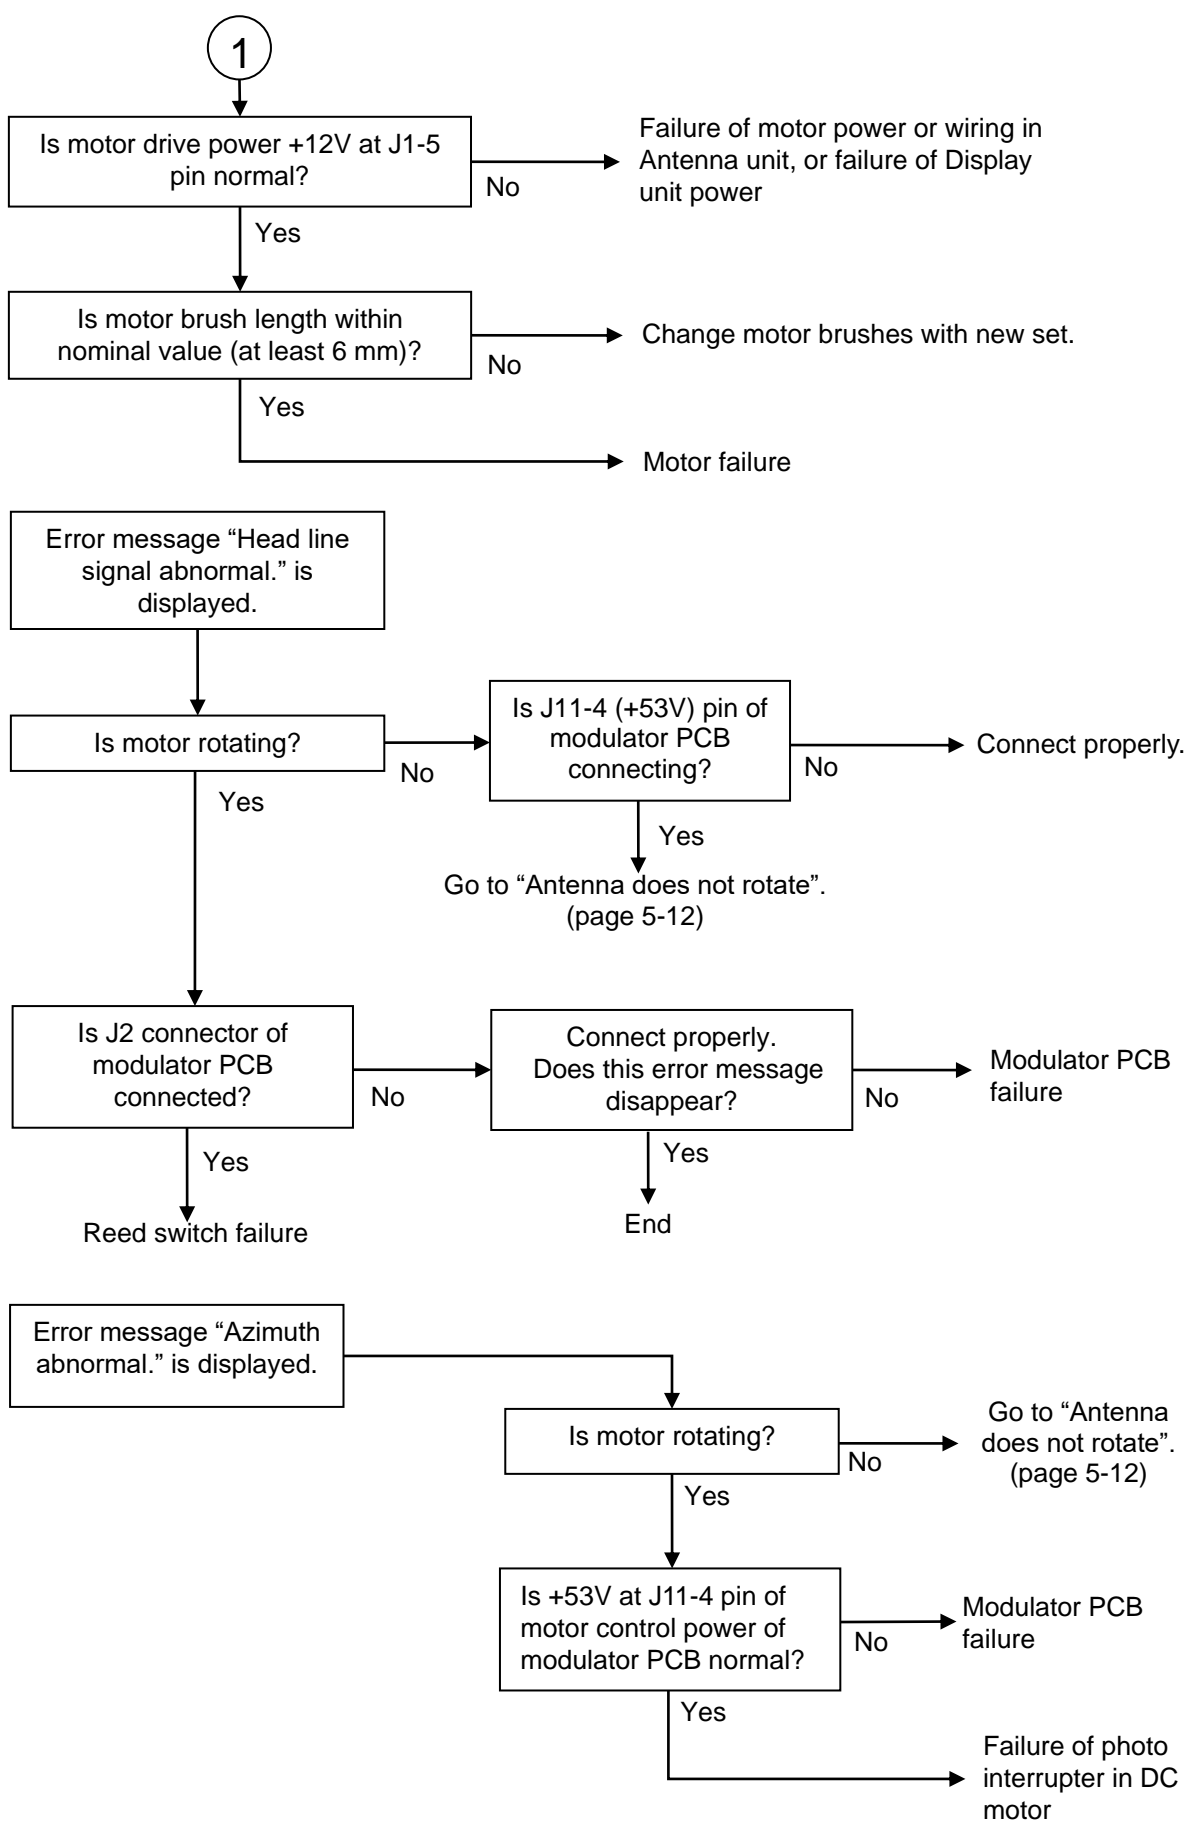 1
Is motor drive power +12V at J1-5
pin normal?
No
Failure of motor power or wiring in
Antenna unit, or failure of Display
unit power
Yes
Is motor brush length within
nominal value (at least 6 mm)?
No
Change motor brushes with new set.
Yes
Motor failure
Error message “Head line
signal abnormal.” is
displayed.
Is motor rotating?
No
Is J11-4 (+53V) pin of
modulator PCB
connecting?
No
Connect properly.
Yes
Yes
Go to “Antenna does not rotate”.
(page 5-12)
Is J2 connector of
modulator PCB
connected?
No
Connect properly.
Does this error message
disappear?
No
Modulator PCB
failure
Yes
Yes
Reed switch failure
End
Error message “Azimuth
abnormal.” is displayed.
Is motor rotating?
No
Go to “Antenna
does not rotate”.
(page 5-12)
Yes
Is +53V at J11-4 pin of
motor control power of
modulator PCB normal?
No
Modulator PCB
failure
Yes
Failure of photo
interrupter in DC
motor